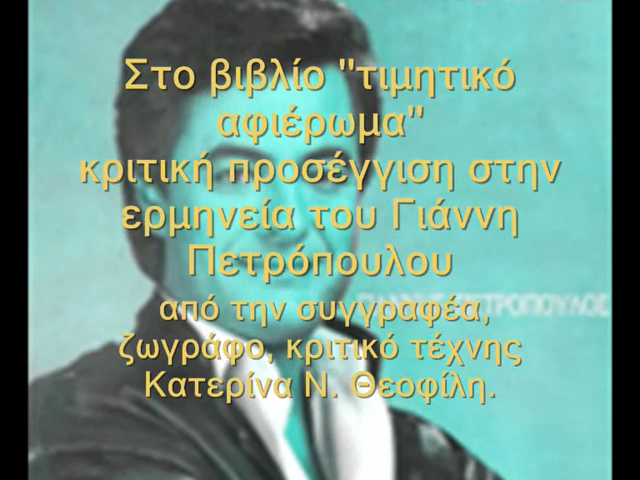 Στο βιβλίο "τιμητικό
αφιέρωμα"
κριτική προσέγγιση στην
ερμηνεία του Γιάννη
Πετρόπουλου
από την συγγραφέα,
ΠΕΤΡΟΠΟΥΛΟΣ
ζωγράφο, κριτικό τέχνης
Κατερίνα Ν. Θεοφίλη.